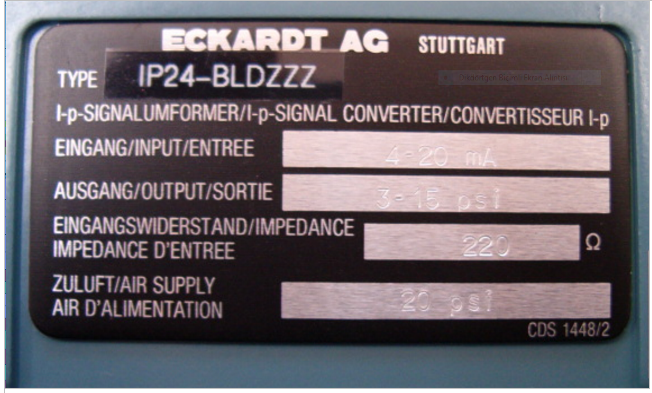 ECKARDT AG STUTTGART
TYPE IP24-BLDZZZ
I-p-SIGNALUMFORMER/I-p-SIGNAL CONVERTER/CONVERTISSEUR I-p
EINGANG/INPUT/ENTREE 4-20 mA
AUSGANG/OUTPUT/SORTIE 3-15 psi
EINGANGSWIDERSTAND/IMPEDANCE
IMPEDANCE D'ENTREE 220 Ω
ZULUFT/AIR SUPPLY
AIR D'ALIMENTATION 20 psi
CDS 1448/2